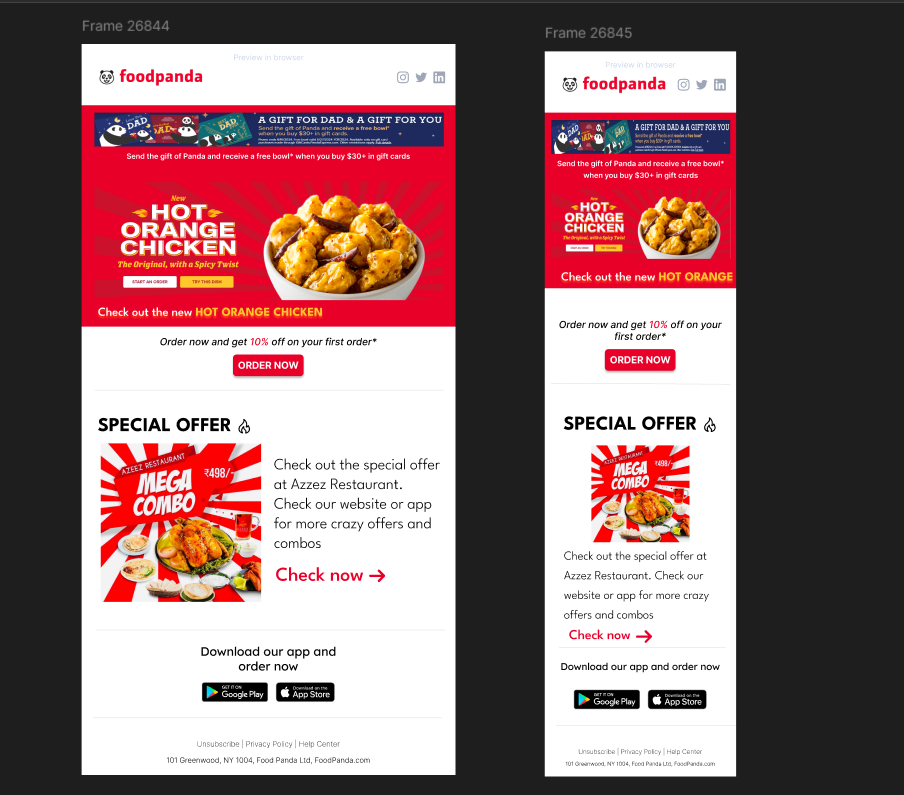 Frame 26844
Preview in browser
foodpanda
DAD
DAD
A GIFT FOR DAD & A GIFT FOR YOU
Send the gift of Panda and receive a free bowl*
when you buy $30+ in gift cards.
Send the gift of Panda and receive a free bowl* when you buy $30+ in gift cards
New
HOT
ORANGE
CHICKEN
The Original, with a Spicy Twist
START AN ORDER
TRY THIS DISH
Check out the new HOT ORANGE CHICKEN
Order now and get 10% off on your first order*
ORDER NOW
SPECIAL OFFER
AZEEZ RESTAURANT
₹498/-
MEGA
COMBO
Check out the special offer
at Azzez Restaurant.
Check our website or app
for more crazy offers and
combos
Check now
Download our app and
order now
GET IT ON
Google Play
Download on the
App Store
Unsubscribe | Privacy Policy | Help Center
101 Greenwood, NY 1004, Food Panda Ltd, FoodPanda.com
Frame 26845
Preview in browser
foodpanda
DAD
DAD
A GIFT FOR DAD & A GIFT FOR YOU
Send the gift of Panda and receive a free bowl*
when you buy $30+ in gift cards.
Send the gift of Panda and receive a free bowl*
when you buy $30+ in gift cards
New
HOT
ORANGE
CHICKEN
The Original, with a Spicy Twist
START AN ORDER
TRY THIS DISH
Check out the new HOT ORANGE
Order now and get 10% off on your
first order*
ORDER NOW
SPECIAL OFFER
AZEEZ RESTAURANT
₹498/-
MEGA
COMBO
Check out the special offer at
Azzez Restaurant. Check our
website or app for more crazy
offers and combos
Check now
Download our app and order now
GET IT ON
Google Play
Download on the
App Store
Unsubscribe | Privacy Policy | Help Center
101 Greenwood, NY 1004, Food Panda Ltd, FoodPanda.com